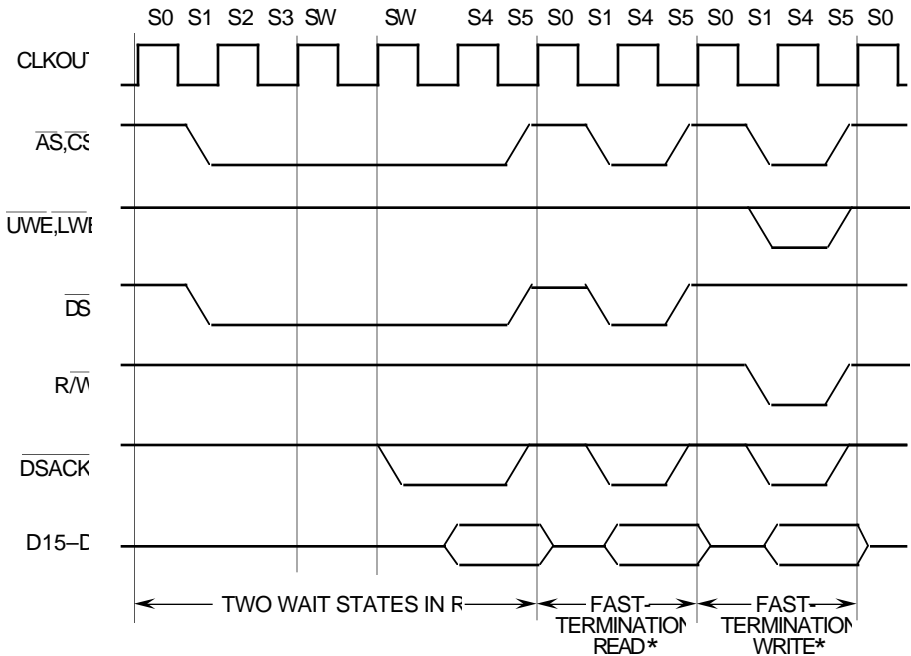 S0 S1 S2 S3 SW SW S4 S5 S0 S1 S4 S5 S0 S1 S4 S5 S0
CLKOU
AS,CS
UWE,LWE
DS
R/W
DSACK
D15–D
TWO WAIT STATES IN R
FAST-
TERMINATION
READ*
FAST-
TERMINATION
WRITE*